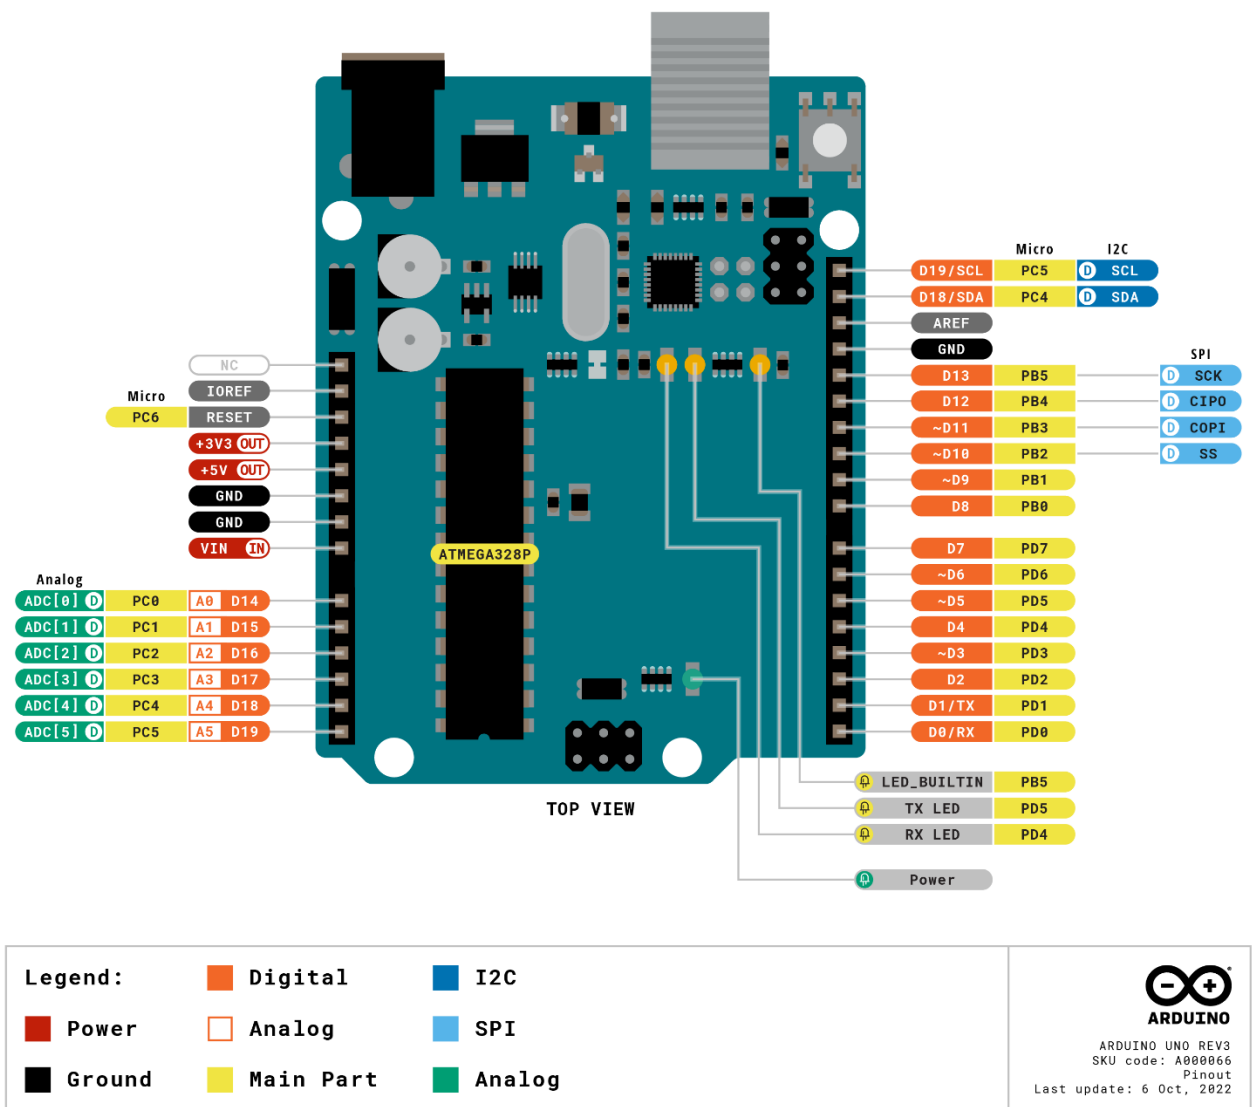 Micro I2C
D19/SCL PC5 D SCL
D18/SDA PC4 D SDA
AREF
GND
SPI
D13 PB5 D SCK
D12 PB4 D CIPO
~D11 PB3 D COPI
~D10 PB2 D SS
~D9 PB1
D8 PB0
D7 PD7
~D6 PD6
~D5 PD5
D4 PD4
~D3 PD3
D2 PD2
D1/TX PD1
D0/RX PD0
NC
IOREF
Micro
PC6 RESET
+3V3 OUT
+5V OUT
GND
GND
VIN IN
Analog
ADC[0] D PC0 A0 D14
ADC[1] D PC1 A1 D15
ADC[2] D PC2 A2 D16
ADC[3] D PC3 A3 D17
ADC[4] D PC4 A4 D18
ADC[5] D PC5 A5 D19
ATMEGA328P
LED_BUILTIN PB5
TX LED PD5
RX LED PD4
Power
TOP VIEW
Legend:
Power
Ground
Digital
Analog
Main Part
I2C
SPI
Analog
ARDUINO
ARDUINO UNO REV3
SKU code: A000066
Pinout
Last update: 6 Oct, 2022